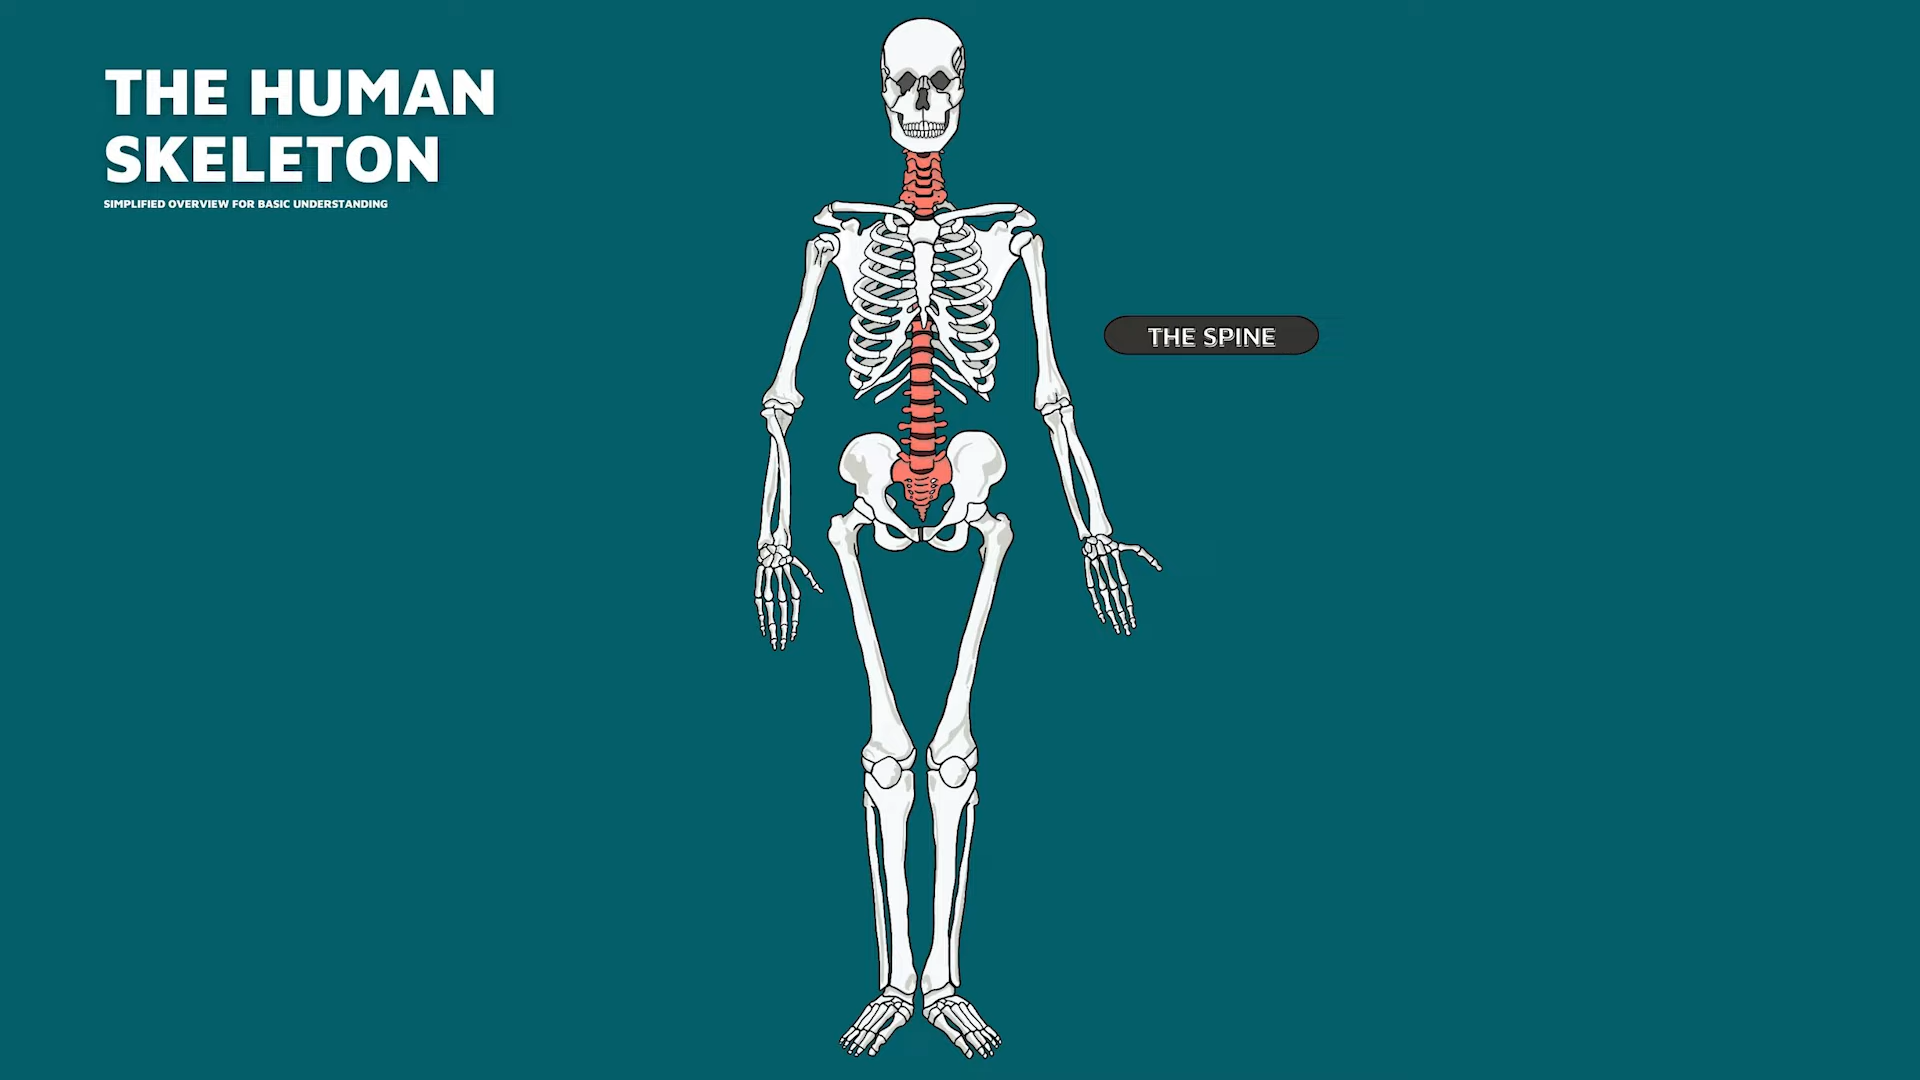 THE HUMAN
SKELETON
SIMPLIFIED OVERVIEW FOR BASIC UNDERSTANDING
THE SPINE